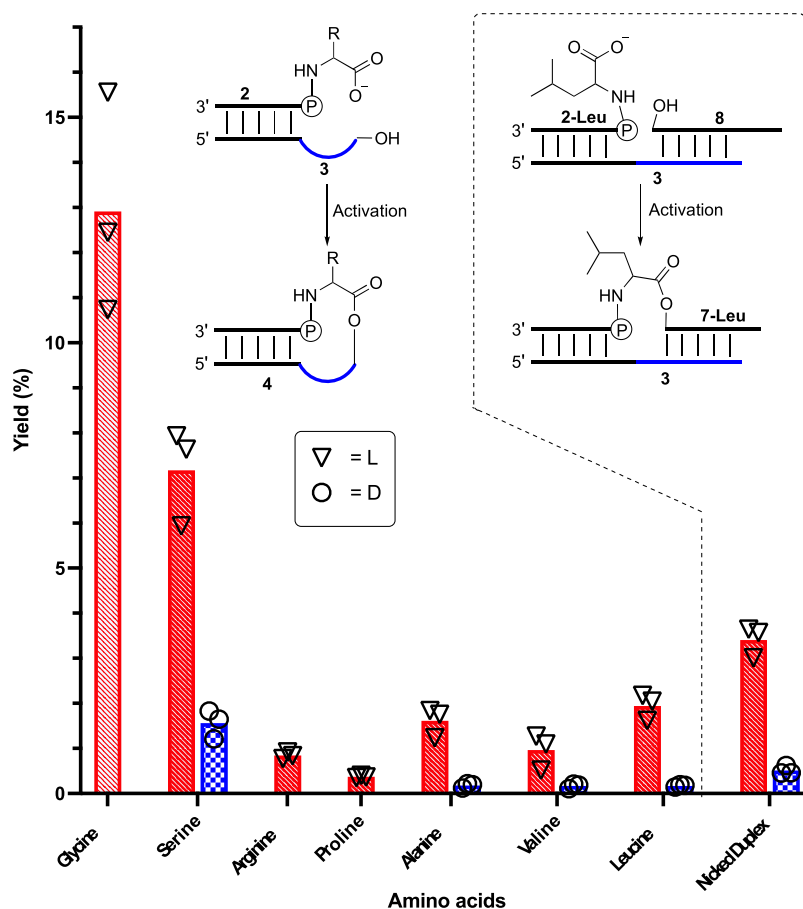 R
O
HN
O⁻
2
P
3'
5'
OH
3
Activation
R
HN
O
O
P
3'
5'
4
O
O⁻
NH
OH
2-Leu
8
3'
P
5'
3
Activation
O
HN
O
7-Leu
3'
P
5'
3
15
10
5
0
Yield (%)
= L
= D
Glycine
Serine
Arginine
Proline
Alanine
Valine
Leucine
Nicked Duplex
Amino acids